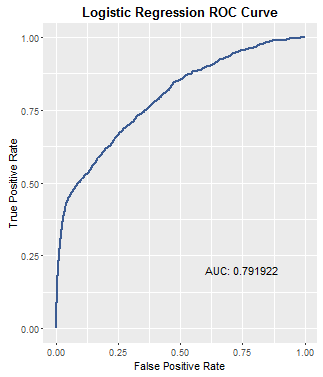 Logistic Regression ROC Curve
True Positive Rate
1.00
0.75
0.50
0.25
0.00
AUC: 0.791922
0.00 0.25 0.50 0.75 1.00
False Positive Rate